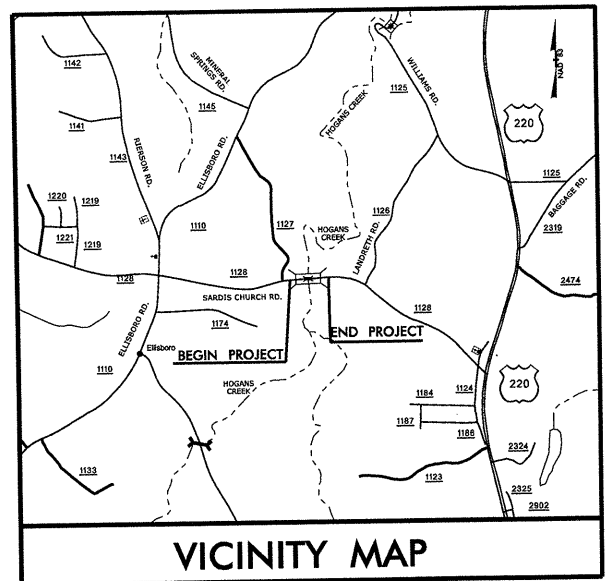 1142
MINERAL
SPRINGS RD.
1145
1141
1143
RIERSON RD.
ELLISBORO RD.
1110
HOGANS CREEK
WILLIAMS RD.
1125
NAD '83
220
1125
BAGGAGE RD.
2319
1220
1219
1221
1219
1127
1126
LANDRETH RD.
HOGANS
CREEK
2474
1128
1128
SARDIS CHURCH RD.
1128
ELLISBORO RD.
1174
Ellisboro
BEGIN PROJECT
END PROJECT
1110
HOGANS
CREEK
1124
220
1184
1187
1186
2324
1133
1123
2325
2902
VICINITY MAP